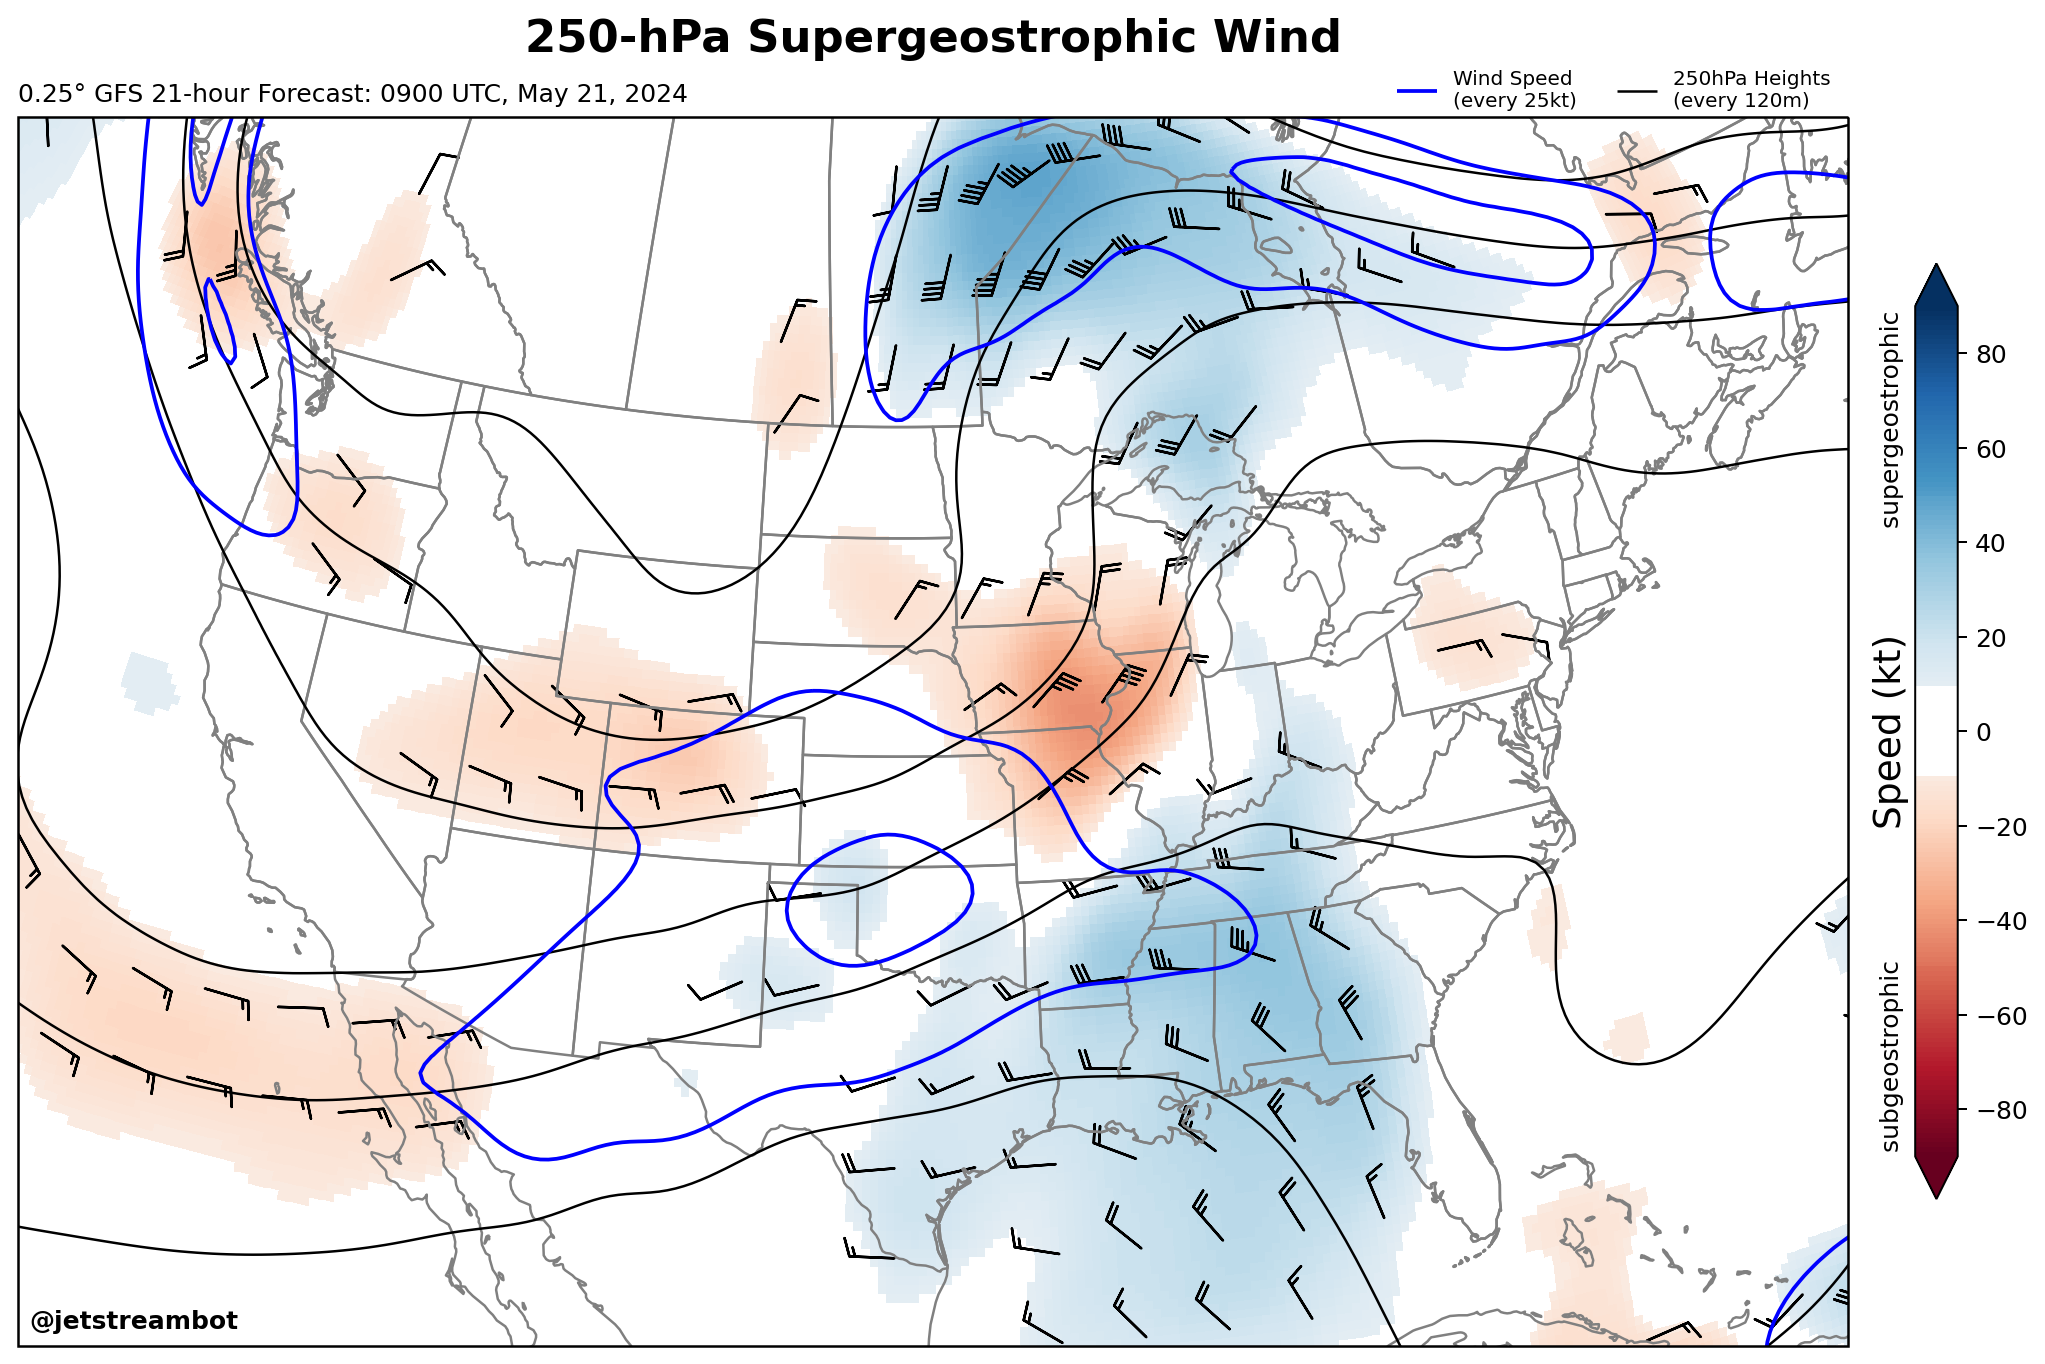 250-hPa Supergeostrophic Wind
0.25° GFS 21-hour Forecast: 0900 UTC, May 21, 2024
Wind Speed
(every 25kt)
250hPa Heights
(every 120m)
supergeostrophic
Speed (kt)
subgeostrophic
80
60
40
20
0
−20
−40
−60
−80
@jetstreambot